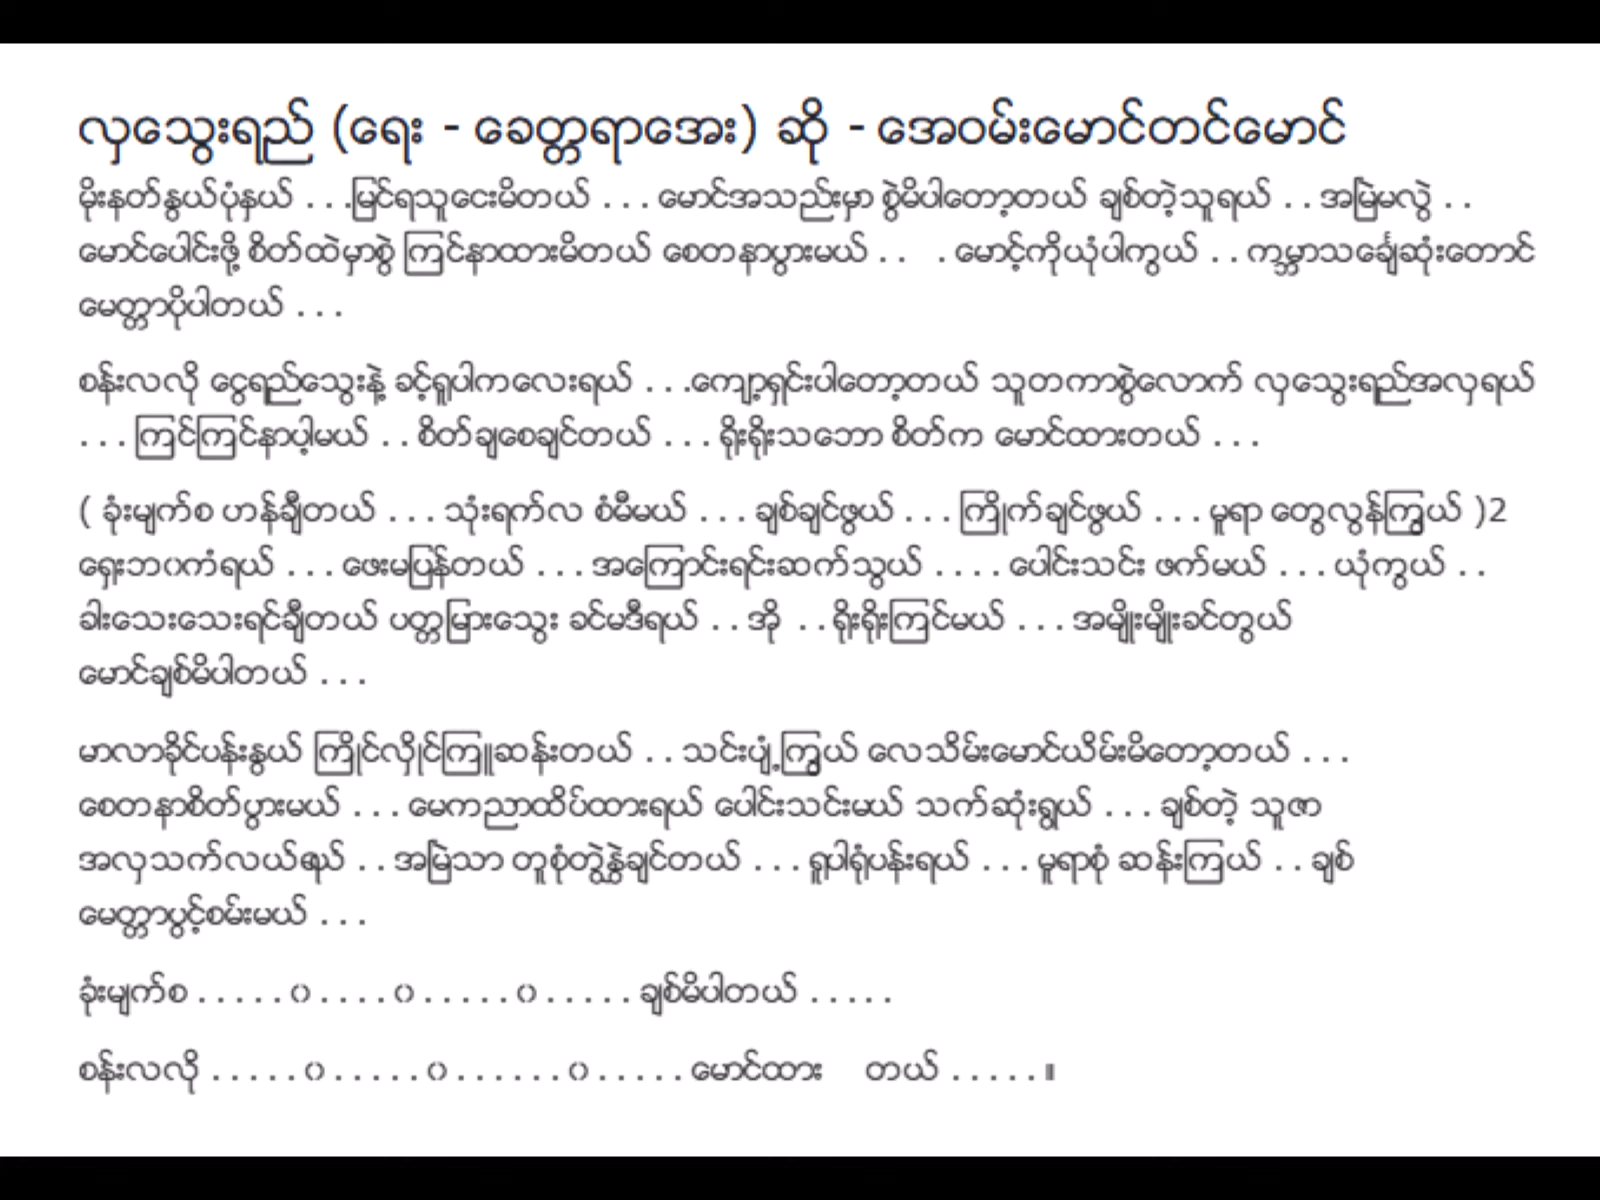 လှသွေးရည် (ရေး - ခေတ္တရာအေး) ဆို - အေဝမ်းမောင်တင်မောင်
မိုးနတ်နွယ်ပုံနှယ် . . .မြင်ရသူငေးမိတယ် . . . မောင်အသည်းမှာ စွဲမိပါတော့တယ် ချစ်တဲ့သူရယ် . . အမြဲမလွဲ . .
မောင်ပေါင်းဖို့ စိတ်ထဲမှာစွဲ ကြင်နာထားမိတယ် စေတနာပွားမယ် . .   . မောင့်ကိုယုံပါကွယ် . . ကမ္ဘာသချေ်ဆုံးတောင်
မေတ္တာပိုပါတယ် . . .
စန်းလလို ငွေရည်သွေးနဲ့ ခင့်ရူပါကလေးရယ် . . .ကျော့ရှင်းပါတော့တယ် သူတကာစွဲလောက် လှသွေးရည်အလှရယ်
. . . ကြင်ကြင်နာပါ့မယ် . . စိတ်ချစေချင်တယ် . . . ရိုးရိုးသဘော စိတ်က မောင်ထားတယ် . . .
( ခုံးမျက်စ ဟန်ချီတယ် . . . သုံးရက်လ စံမီမယ် . . . ချစ်ချင်ဖွယ် . . . ကြိုက်ချင်ဖွယ် . . . မူရာ တွေလွန်ကြွယ် )2
ရှေးဘ၀ကံရယ် . . . ဖေးမပြန်တယ် . . . အကြောင်းရင်းဆက်သွယ် . . . . ပေါင်းသင်း ဖက်မယ် . . . ယုံကွယ် . .
ခါးသေးသေးရင်ချီတယ် ပတ္တမြားသွေး ခင်မဒီရယ် . . အို  . . ရိုးရိုးကြင်မယ် . . . အမျိုးမျိုးခင်တွယ်
မောင်ချစ်မိပါတယ် . . .
မာလာခိုင်ပန်းနွယ် ကြိုင်လှိုင်ကြူဆန်းတယ် . . သင်းပျံ့ကြွယ် လေသိမ်းမောင်ယိမ်းမိတော့တယ် . . .
စေတနာစိတ်ပွားမယ် . . . မေကညာထိပ်ထားရယ် ပေါင်းသင်းမယ် သက်ဆုံးရွယ် . . . ချစ်တဲ့ သူဇာ
အလှသက်လယ်ဆယ် . . အမြဲသာ တူစုံတွဲနွှဲချင်တယ် . . . ရူပါရုံပန်းရယ် . . . မူရာစုံ ဆန်းကြယ် . . ချစ်
မေတ္တာပွင့်စမ်းမယ် . . .
ခုံးမျက်စ . . . . . ၀ . . . . ၀ . . . . . ၀ . . . . . ချစ်မိပါတယ် . . . . .
စန်းလလို . . . . . ၀ . . . . . ၀ . . . . . . ၀ . . . . . မောင်ထား   တယ် . . . . . ။